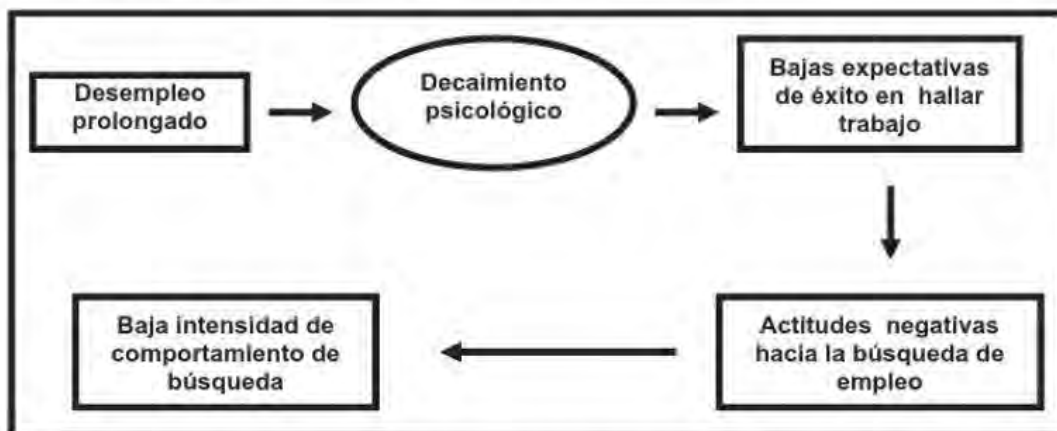 Desempleo
prolongado
Decaimiento
psicológico
Bajas expectativas
de éxito en hallar
trabajo
Actitudes negativas
hacia la búsqueda de
empleo
Baja intensidad de
comportamiento de
búsqueda